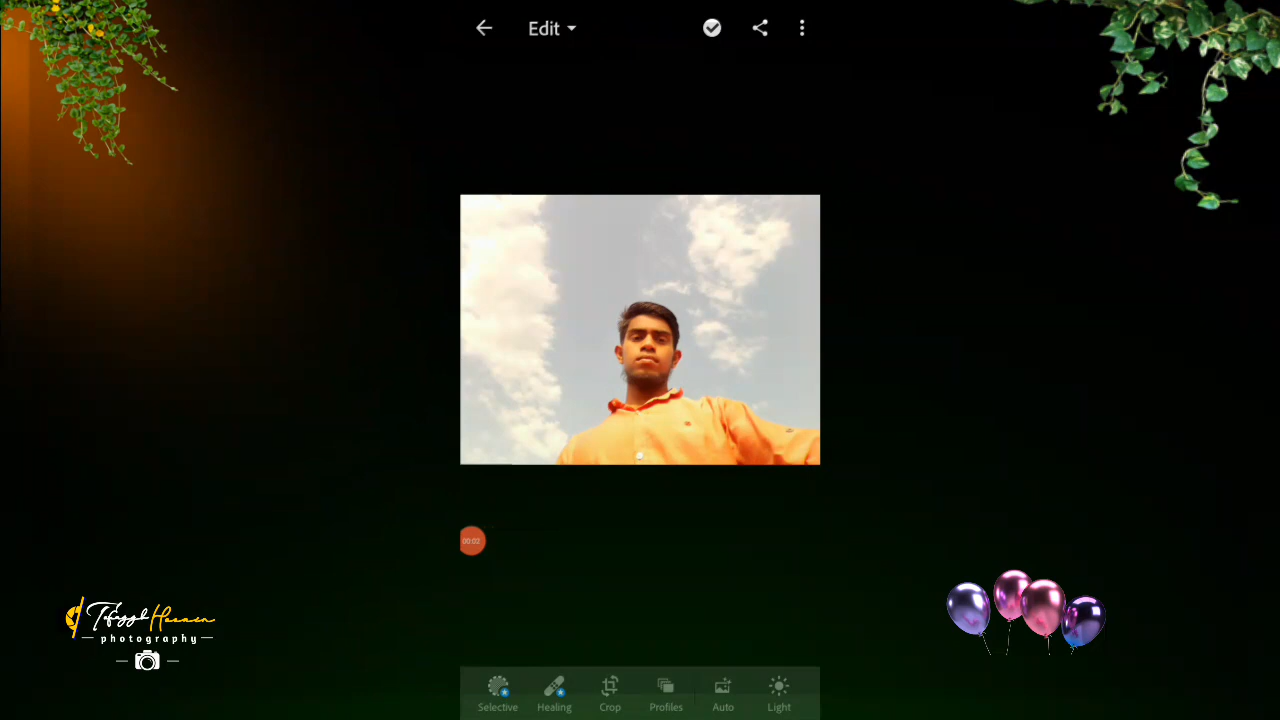 Edit
00:02
photography
Selective
Healing
Crop
Profiles
Auto
Light